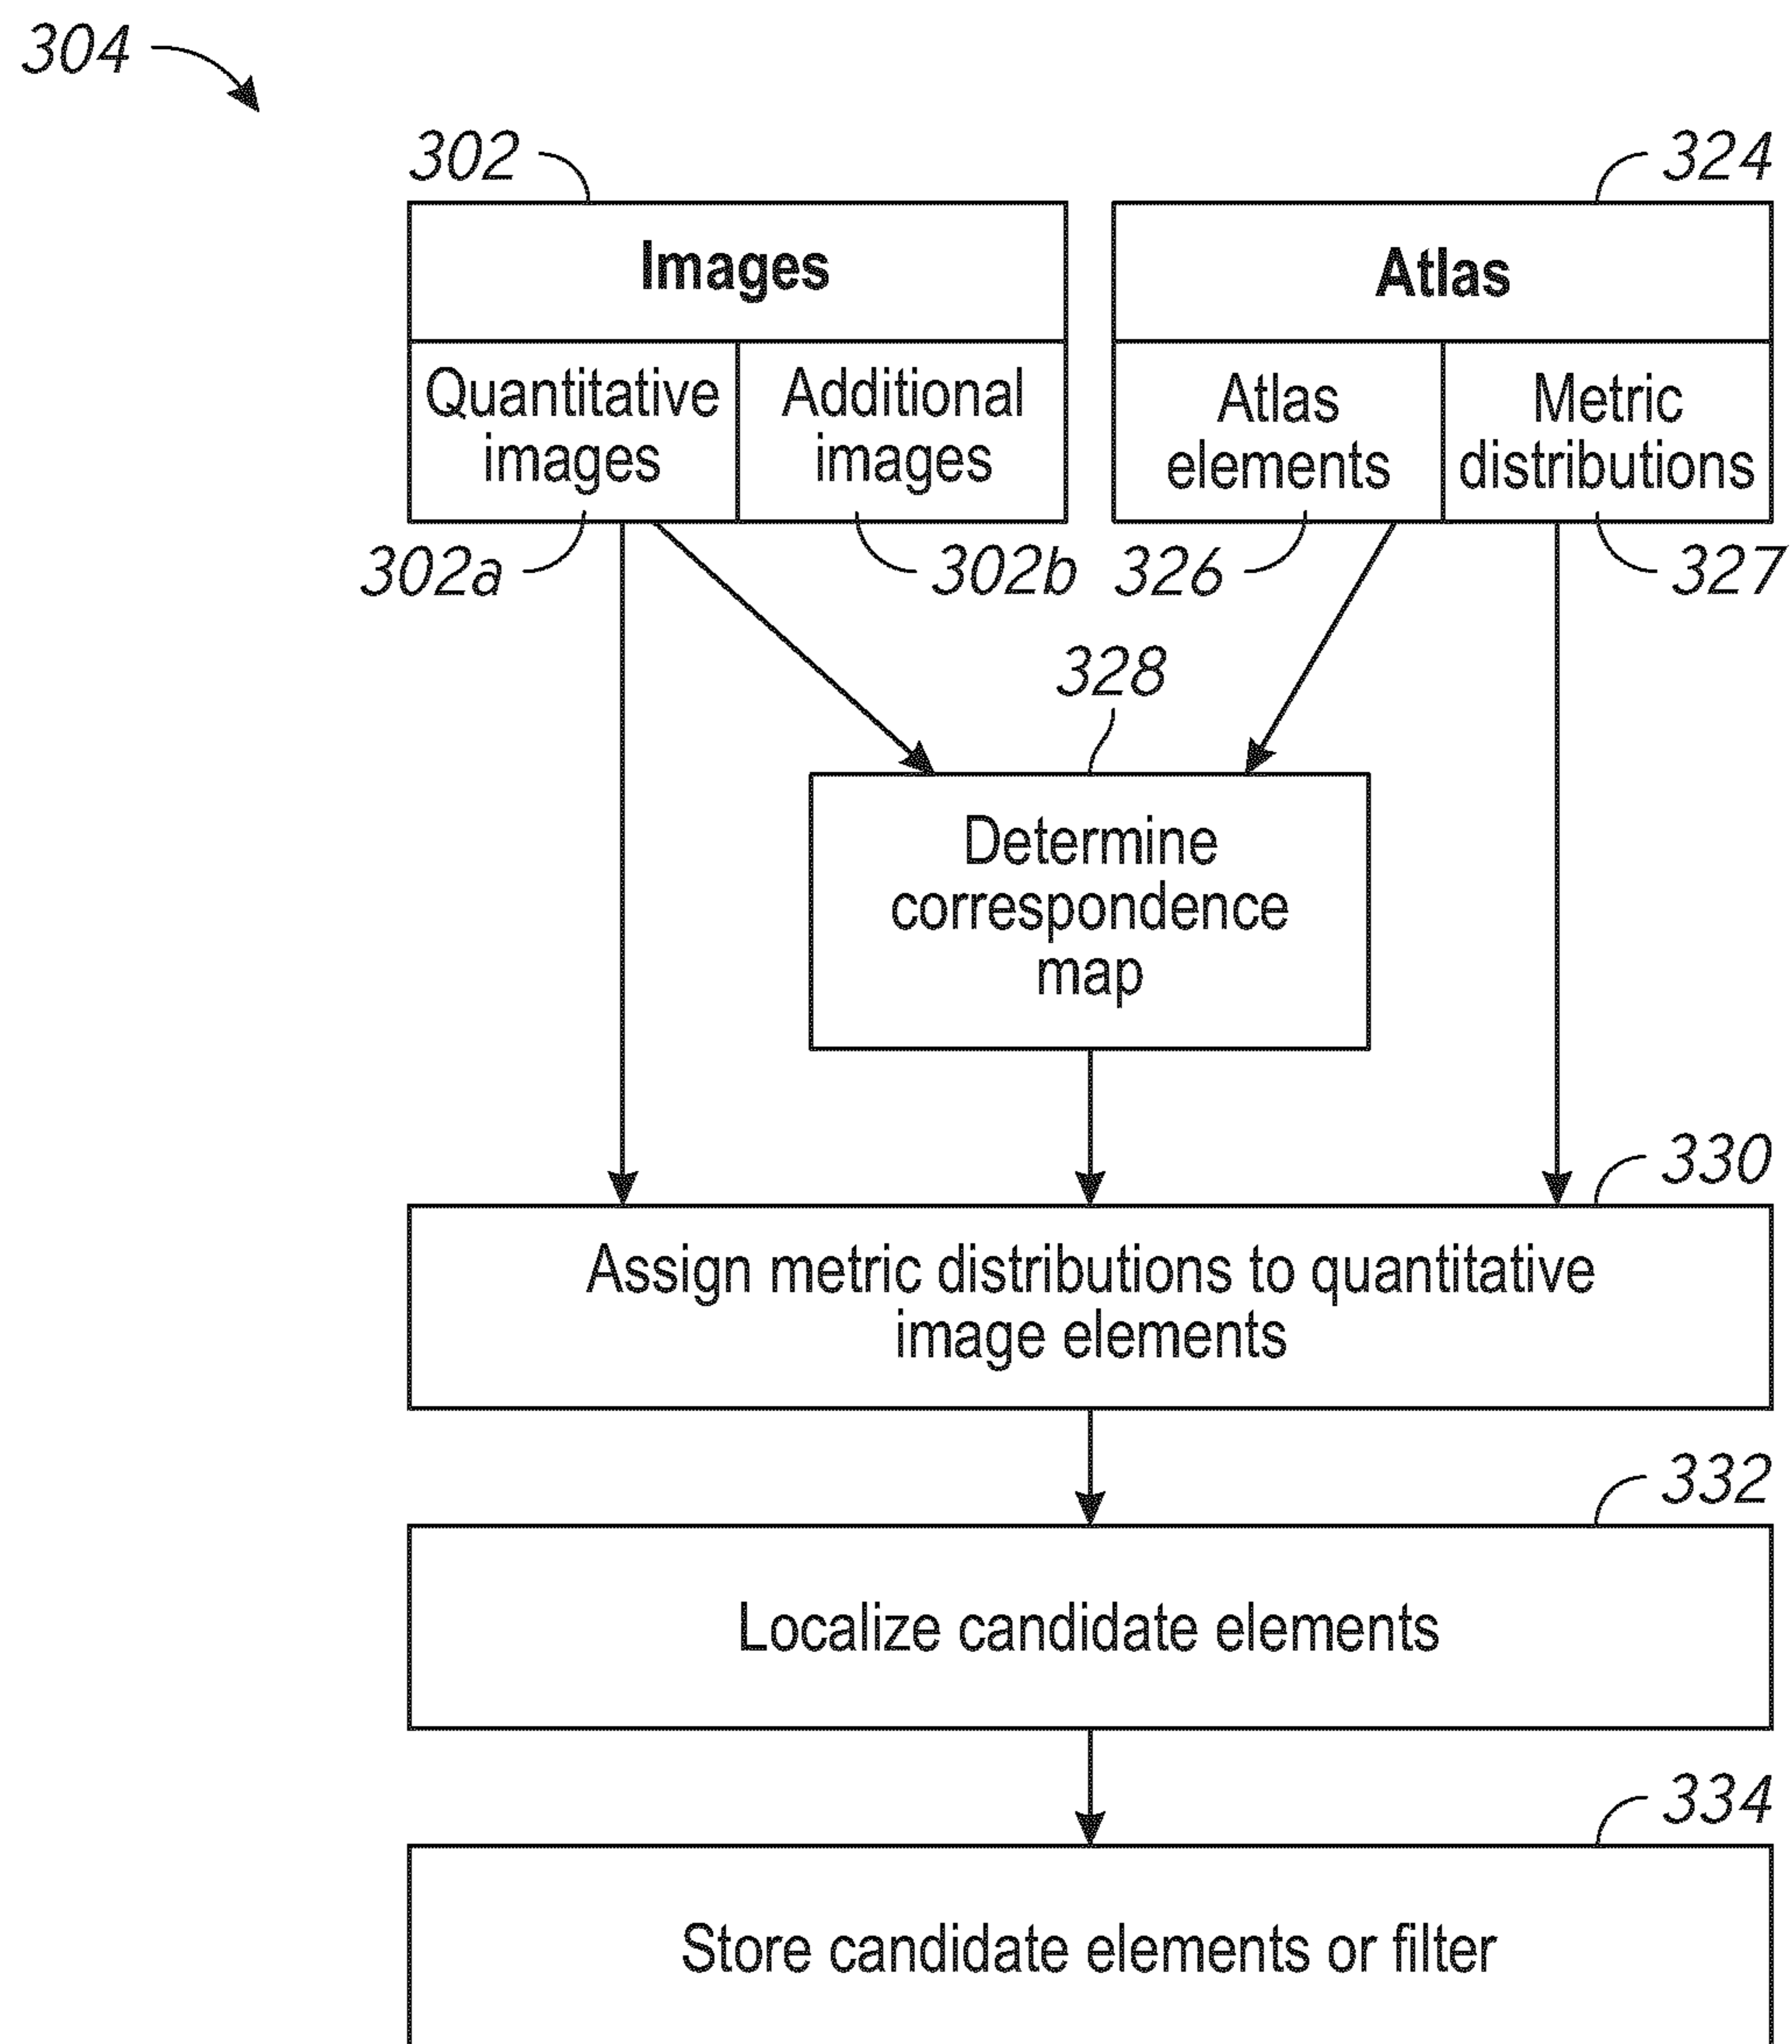 304
302
324
Images
Atlas
Quantitative
images
Additional
images
Atlas
elements
Metric
distributions
302a
302b
326
327
328
Determine
correspondence
map
330
Assign metric distributions to quantitative
image elements
332
Localize candidate elements
334
Store candidate elements or filter